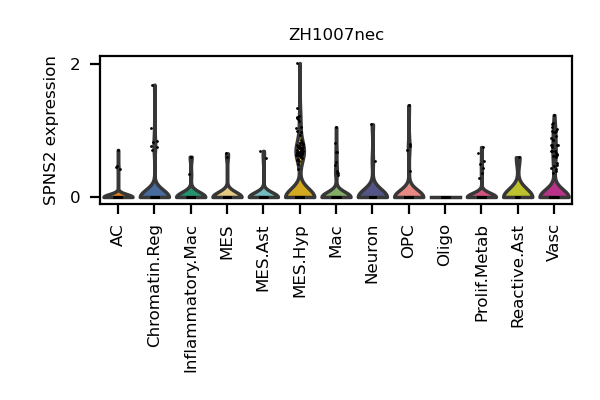 ZH1007nec
SPNS2 expression
2
0
AC
Chromatin.Reg
Inflammatory.Mac
MES
MES.Ast
MES.Hyp
Mac
Neuron
OPC
Oligo
Prolif.Metab
Reactive.Ast
Vasc